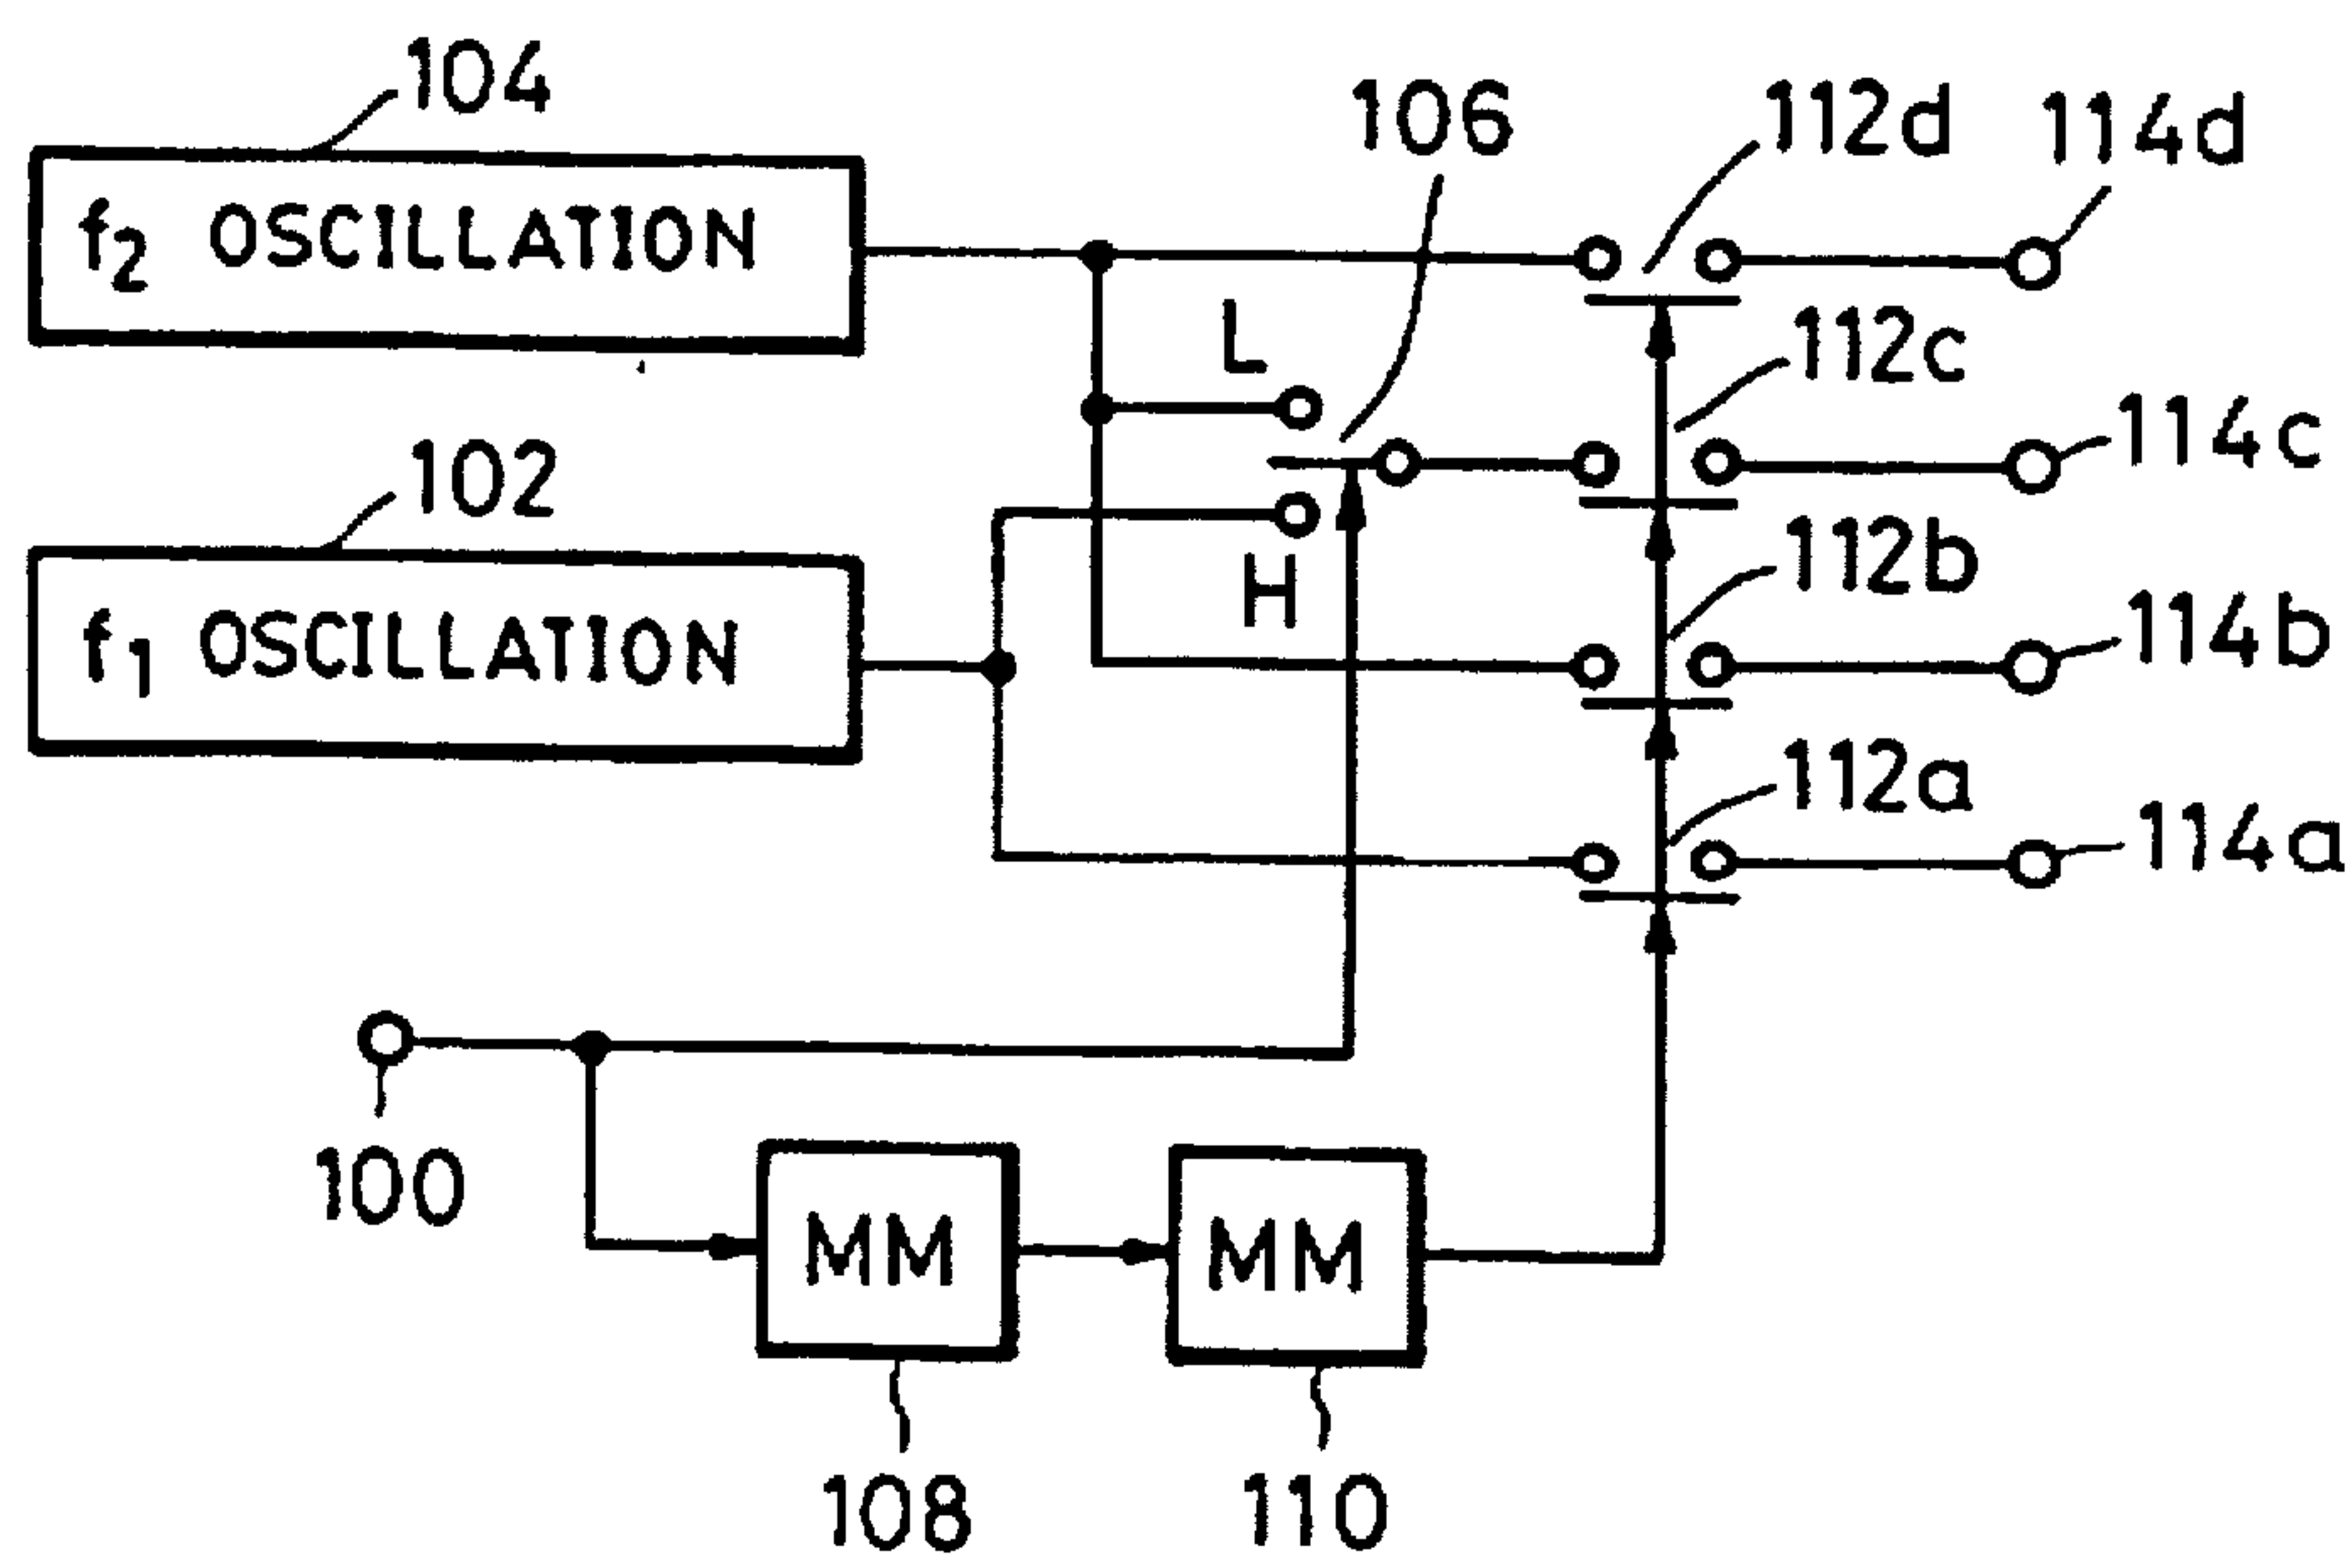 104
106
112d
114d
f2 OSCILLATION
L
112c
114c
102
H
112b
114b
f1 OSCILLATION
112a
114a
100
MM
MM
108
110